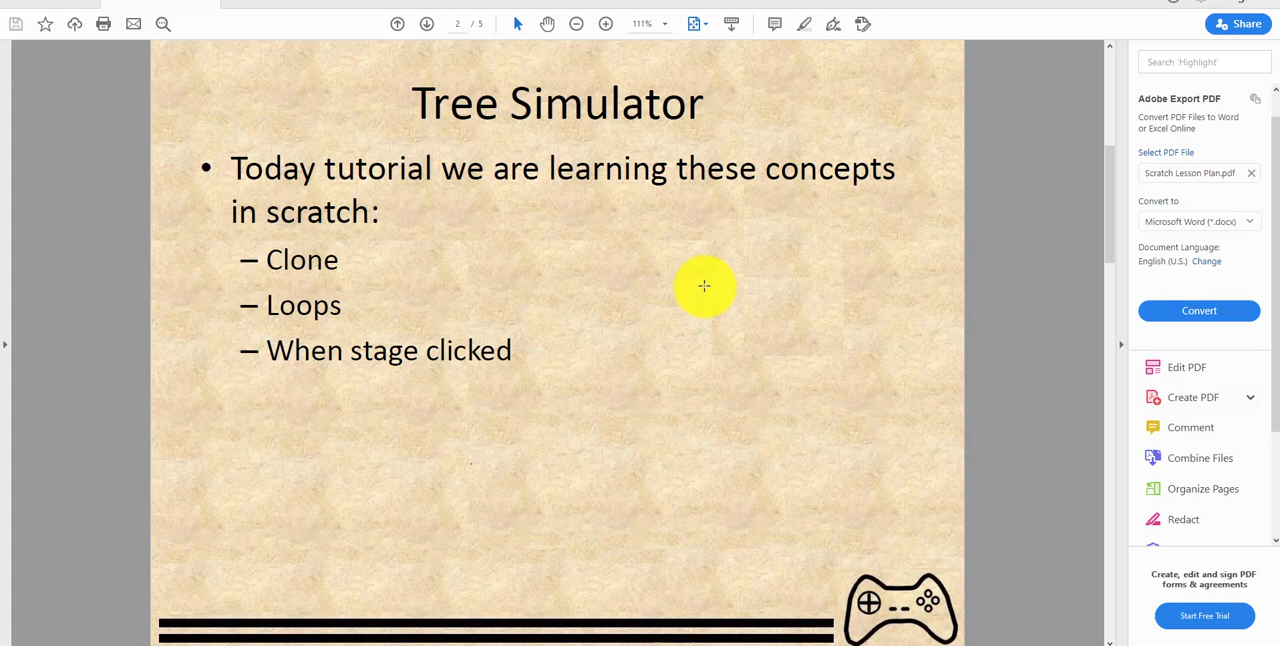 2 / 5
111%
Share
Tree Simulator
• Today tutorial we are learning these concepts
in scratch:
– Clone
– Loops
– When stage clicked
Search 'Highlight'
Adobe Export PDF
Convert PDF Files to Word
or Excel Online
Select PDF File
Scratch Lesson Plan.pdf
Convert to
Microsoft Word (*.docx)
Document Language:
English (U.S.) Change
Convert
Edit PDF
Create PDF
Comment
Combine Files
Organize Pages
Redact
Create, edit and sign PDF
forms & agreements
Start Free Trial